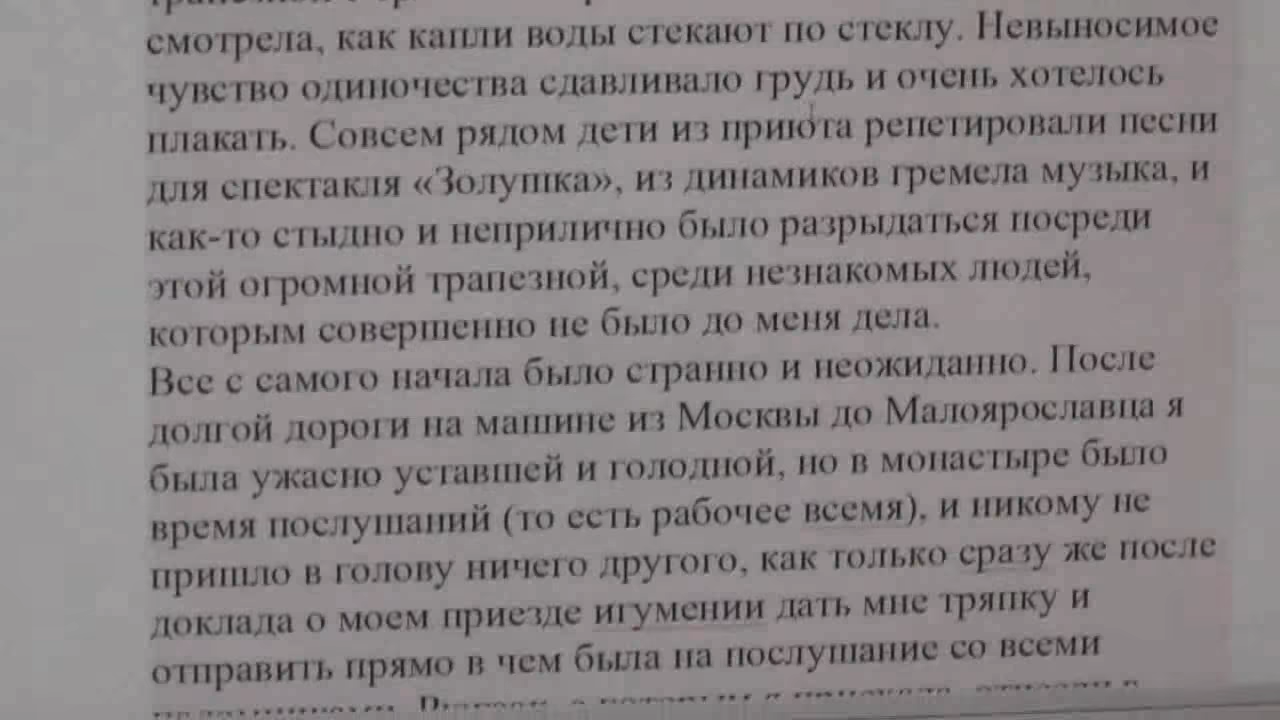 смотрела, как капли воды стекают по стеклу. Невыносимое
чувство одиночества сдавливало грудь и очень хотелось
плакать. Совсем рядом дети из приюта репетировали песни
для спектакля «Золушка», из динамиков гремела музыка, и
как-то стыдно и неприлично было разрыдаться посреди
этой огромной трапезной, среди незнакомых людей,
которым совершенно не было до меня дела.
Все с самого начала было странно и неожиданно. После
долгой дороги на машине из Москвы до Малоярославца я
была ужасно уставшей и голодной, но в монастыре было
время послушаний (то есть рабочее всемя), и никому не
пришло в голову ничего другого, как только сразу же после
доклада о моем приезде игумении дать мне тряпку и
отправить прямо в чем была на послушание со всеми